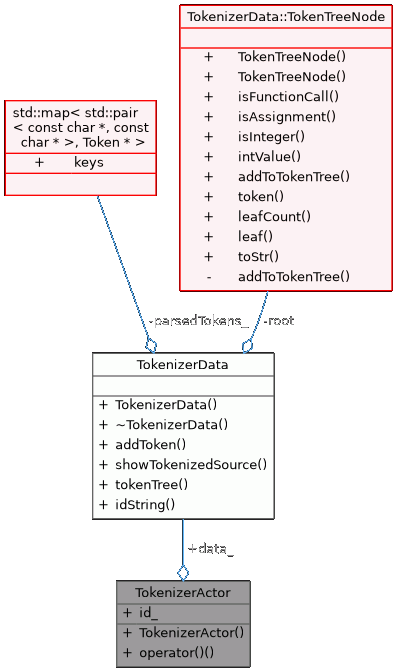 TokenizerData::TokenTreeNode
+ TokenTreeNode()
+ TokenTreeNode()
+ isFunctionCall()
+ isAssignment()
+ isInteger()
+ intValue()
+ addToTokenTree()
+ token()
+ leafCount()
+ leaf()
+ toStr()
- addToTokenTree()
std::map< std::pair
< const char *, const
char * >, Token * >
+ keys
-parsedTokens_
-root
TokenizerData
+ TokenizerData()
+ ~TokenizerData()
+ addToken()
+ showTokenizedSource()
+ tokenTree()
+ idString()
+data_
TokenizerActor
+ id_
+ TokenizerActor()
+ operator()()